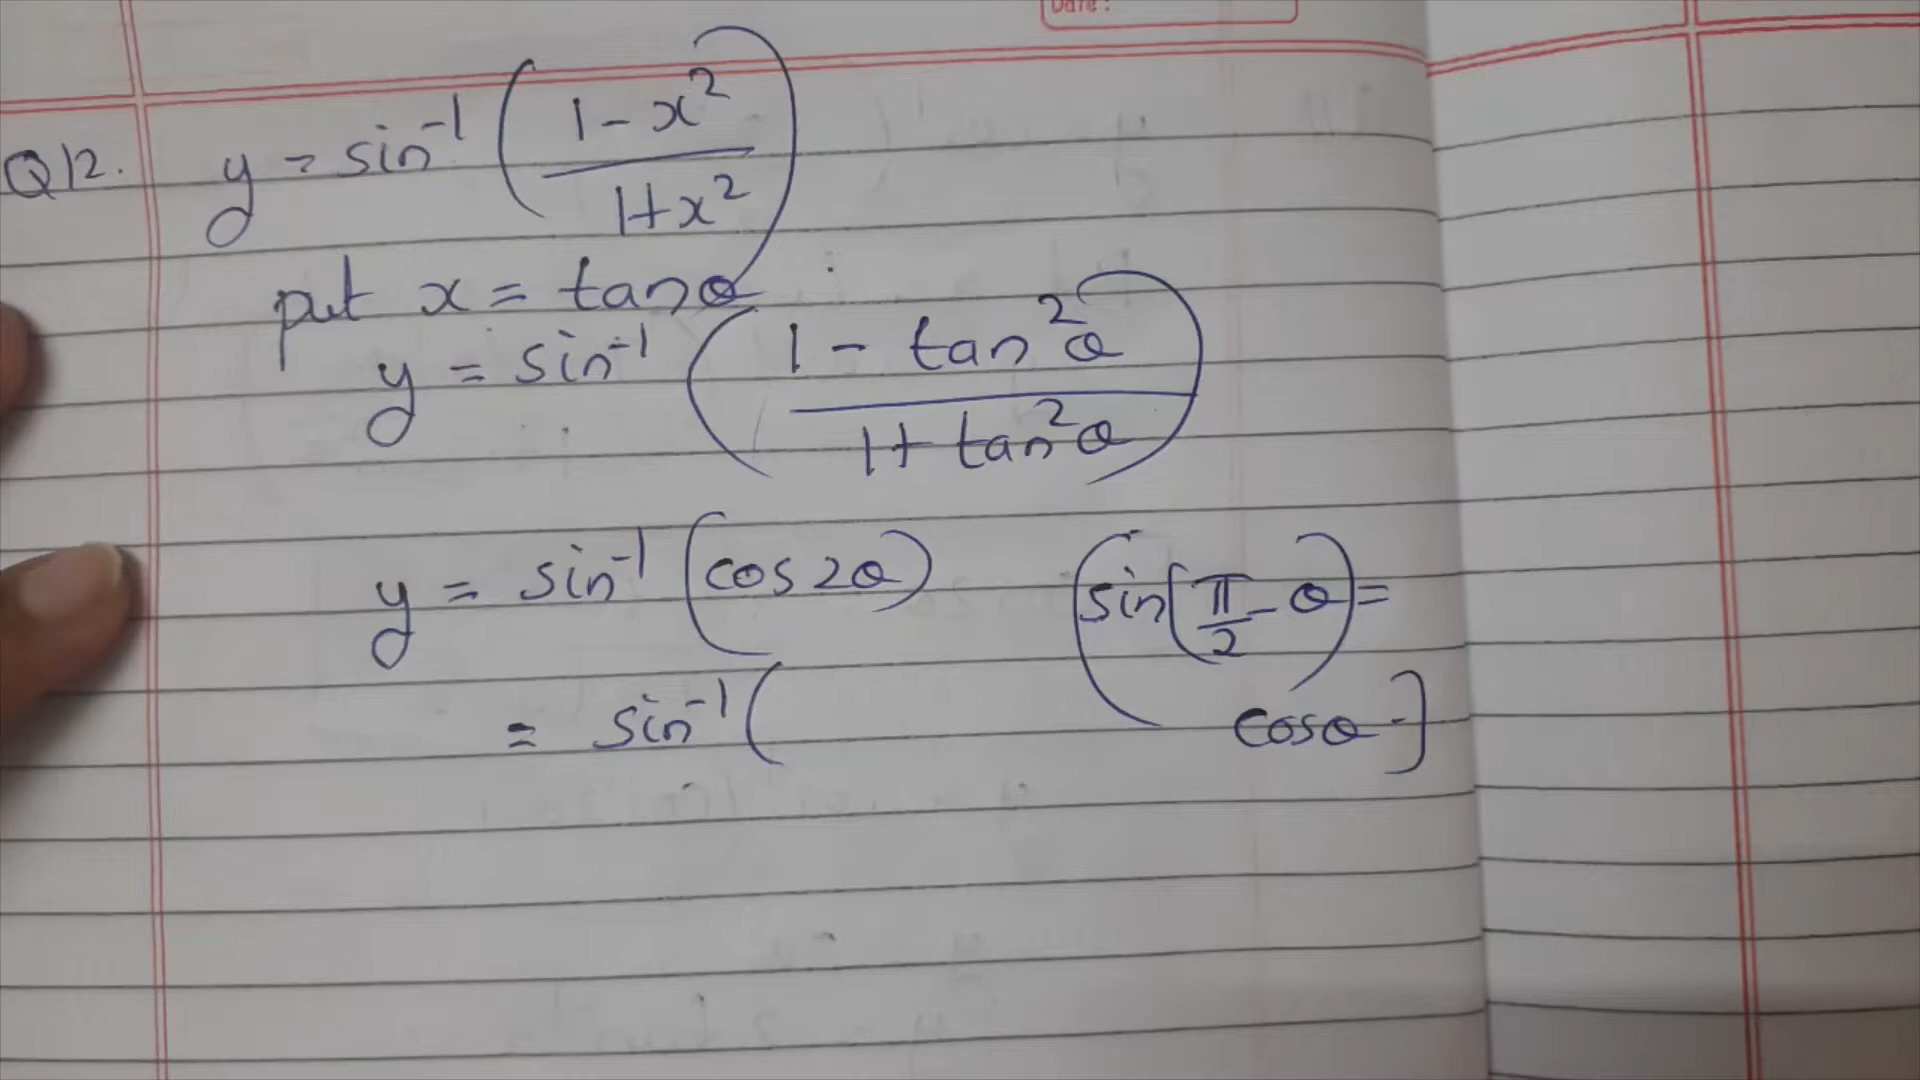 Date :
Q12. y = sin⁻¹ ( (1 - x²) / (1 + x²) )
put x = tanθ
y = sin⁻¹ ( (1 - tan²θ) / (1 + tan²θ) )
y = sin⁻¹ (cos 2θ) ( sin( π/2 - θ ) =
= sin⁻¹ ( cosθ ]